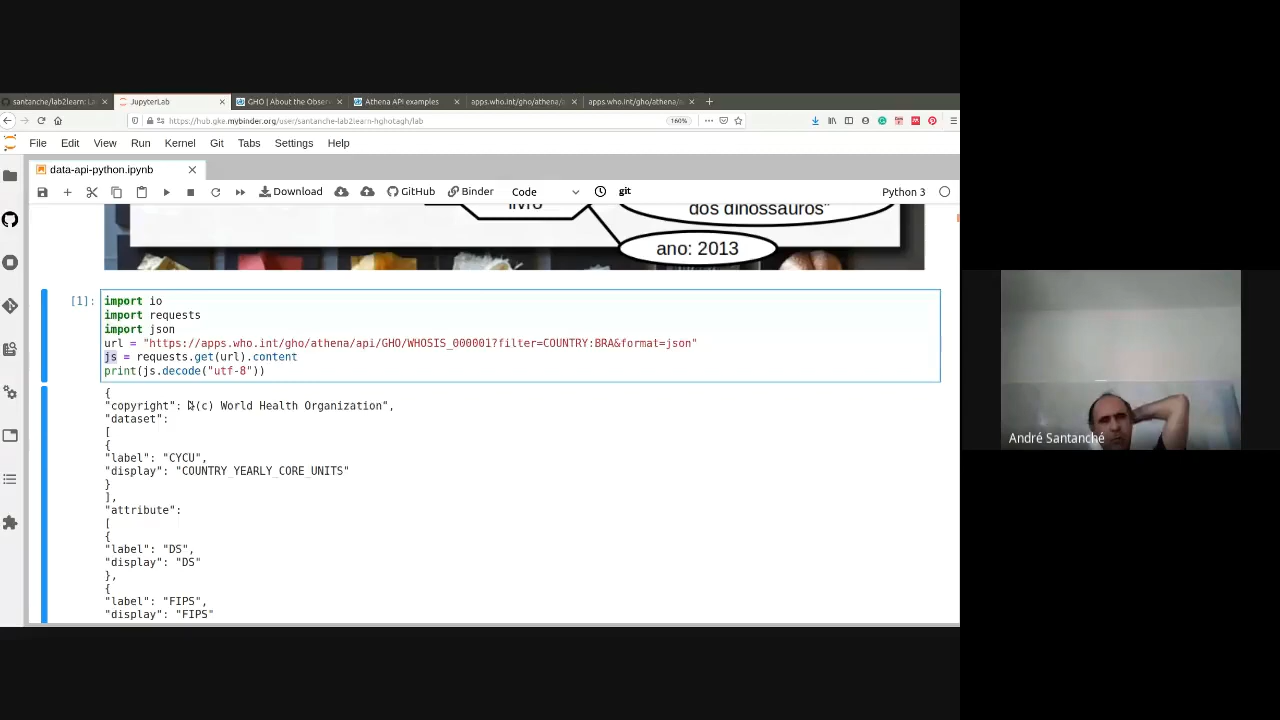 santanche/lab2learn: La
JupyterLab
GHO | About the Observ
Athena API examples
apps.who.int/gho/athena/
apps.who.int/gho/athena/
https://hub.gke.mybinder.org/user/santanche-lab2learn-hghotagh/lab
160%
File Edit View Run Kernel Git Tabs Settings Help
data-api-python.ipynb
Download GitHub Binder Code git Python 3
livro
dos dinossauros"
ano: 2013
[1]:
import io
import requests
import json
url = "https://apps.who.int/gho/athena/api/GHO/WHOSIS_000001?filter=COUNTRY:BRA&format=json"
js = requests.get(url).content
print(js.decode("utf-8"))
{
"copyright": "(c) World Health Organization",
"dataset":
[
{
"label": "CYCU",
"display": "COUNTRY_YEARLY_CORE_UNITS"
}
],
"attribute":
[
{
"label": "DS",
"display": "DS"
},
{
"label": "FIPS",
"display": "FIPS"
André Santanchè